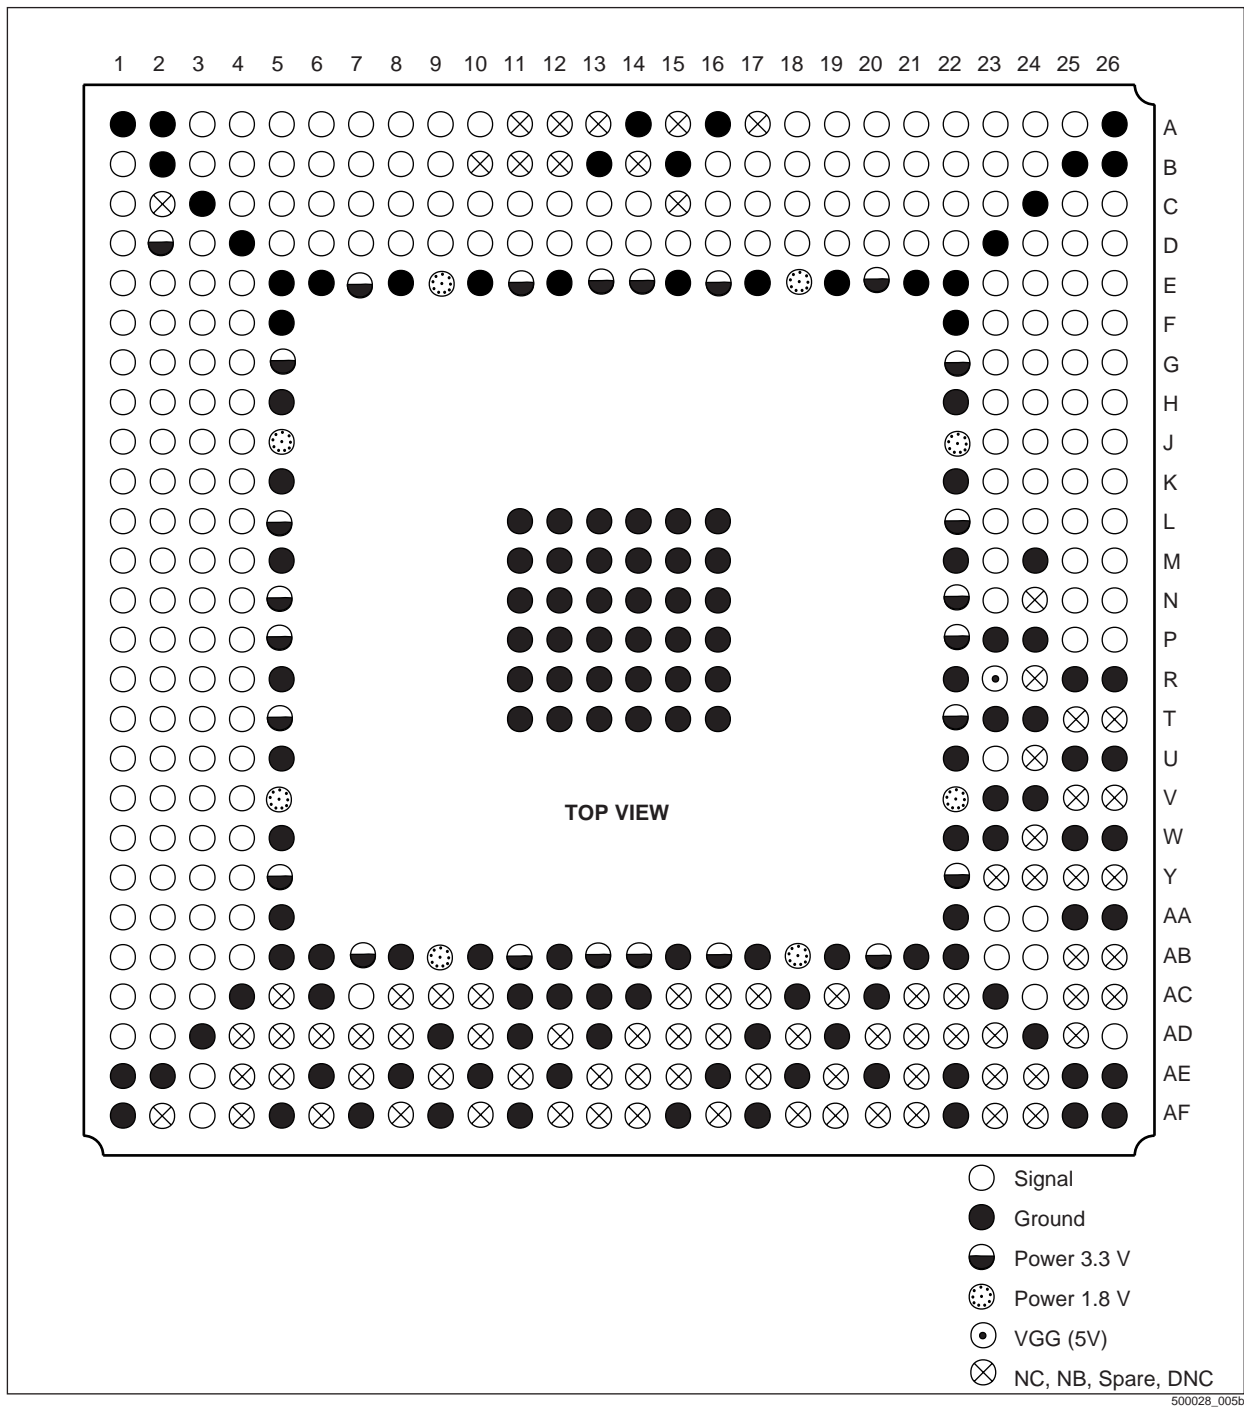 1 2 3 4 5 6 7 8 9 10 11 12 13 14 15 16 17 18 19 20 21 22 23 24 25 26
A
B
C
D
E
F
G
H
J
K
L
M
N
P
R
T
U
V
TOP VIEW
W
Y
AA
AB
AC
AD
AE
AF
Signal
Ground
Power 3.3 V
Power 1.8 V
VGG (5V)
NC, NB, Spare, DNC
500028_005b